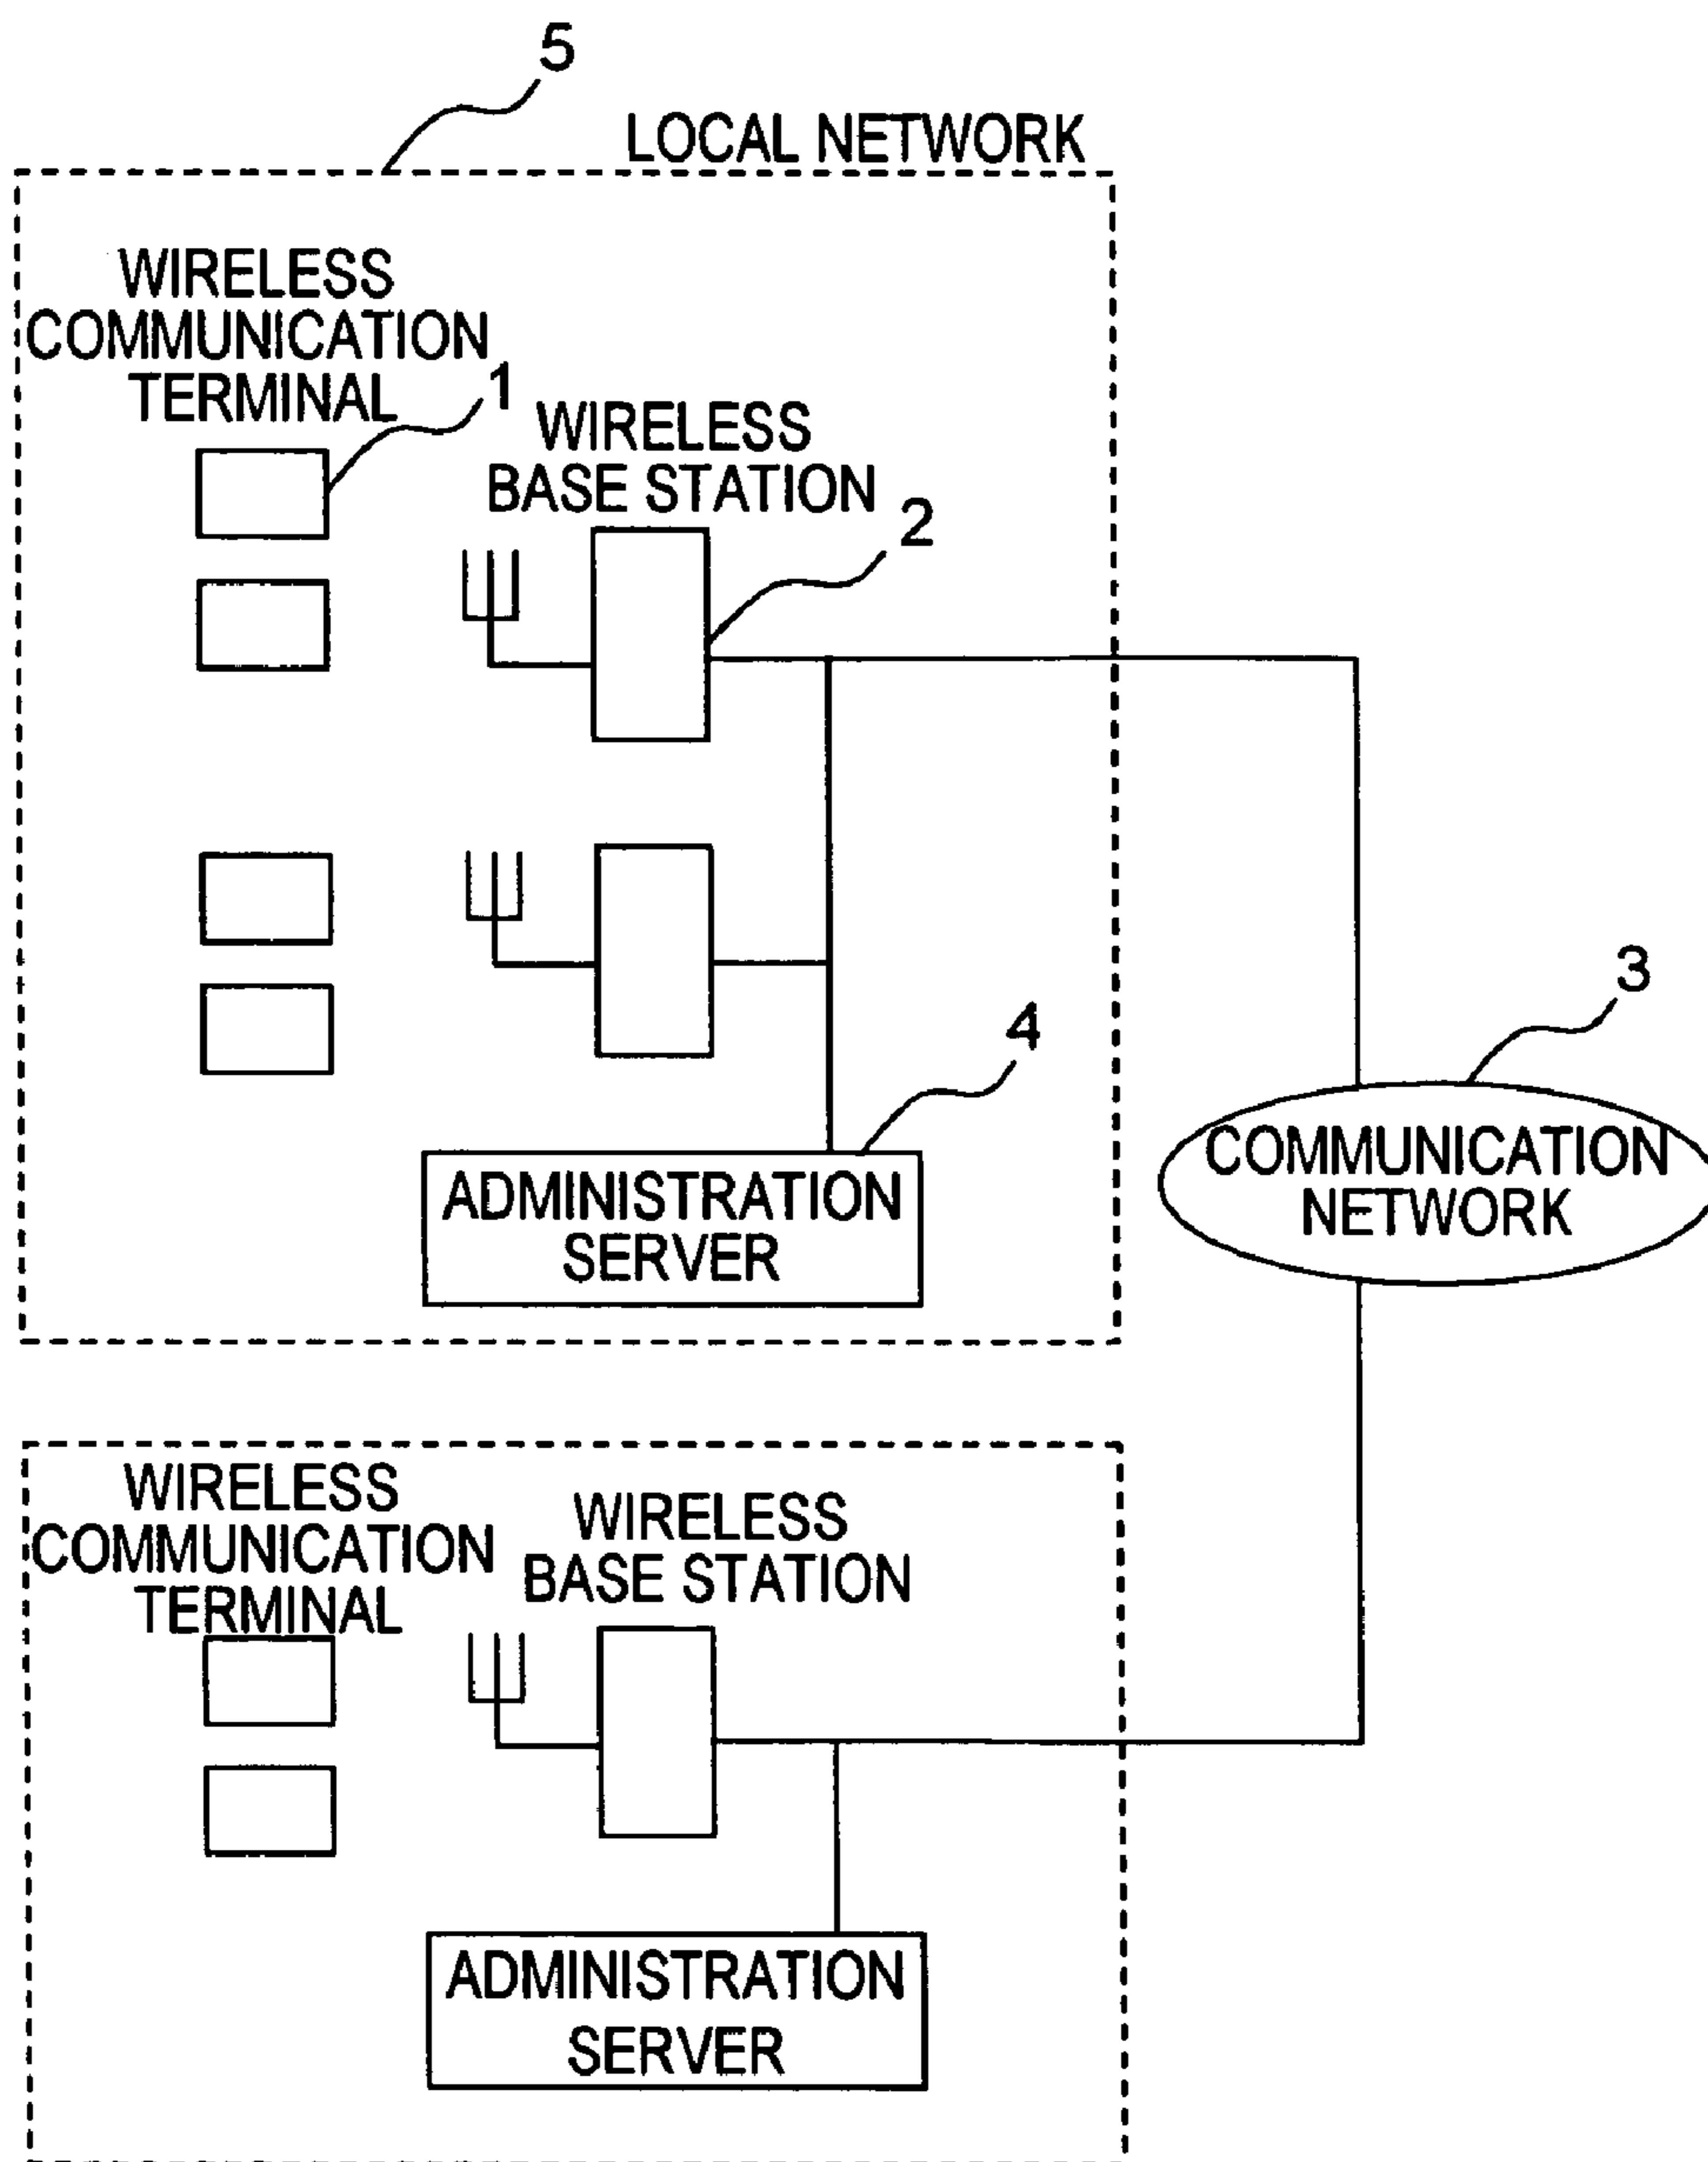 5
LOCAL NETWORK
WIRELESS
COMMUNICATION
TERMINAL
1
WIRELESS
BASE STATION
2
3
4
COMMUNICATION
NETWORK
ADMINISTRATION
SERVER
WIRELESS
COMMUNICATION
TERMINAL
WIRELESS
BASE STATION
ADMINISTRATION
SERVER